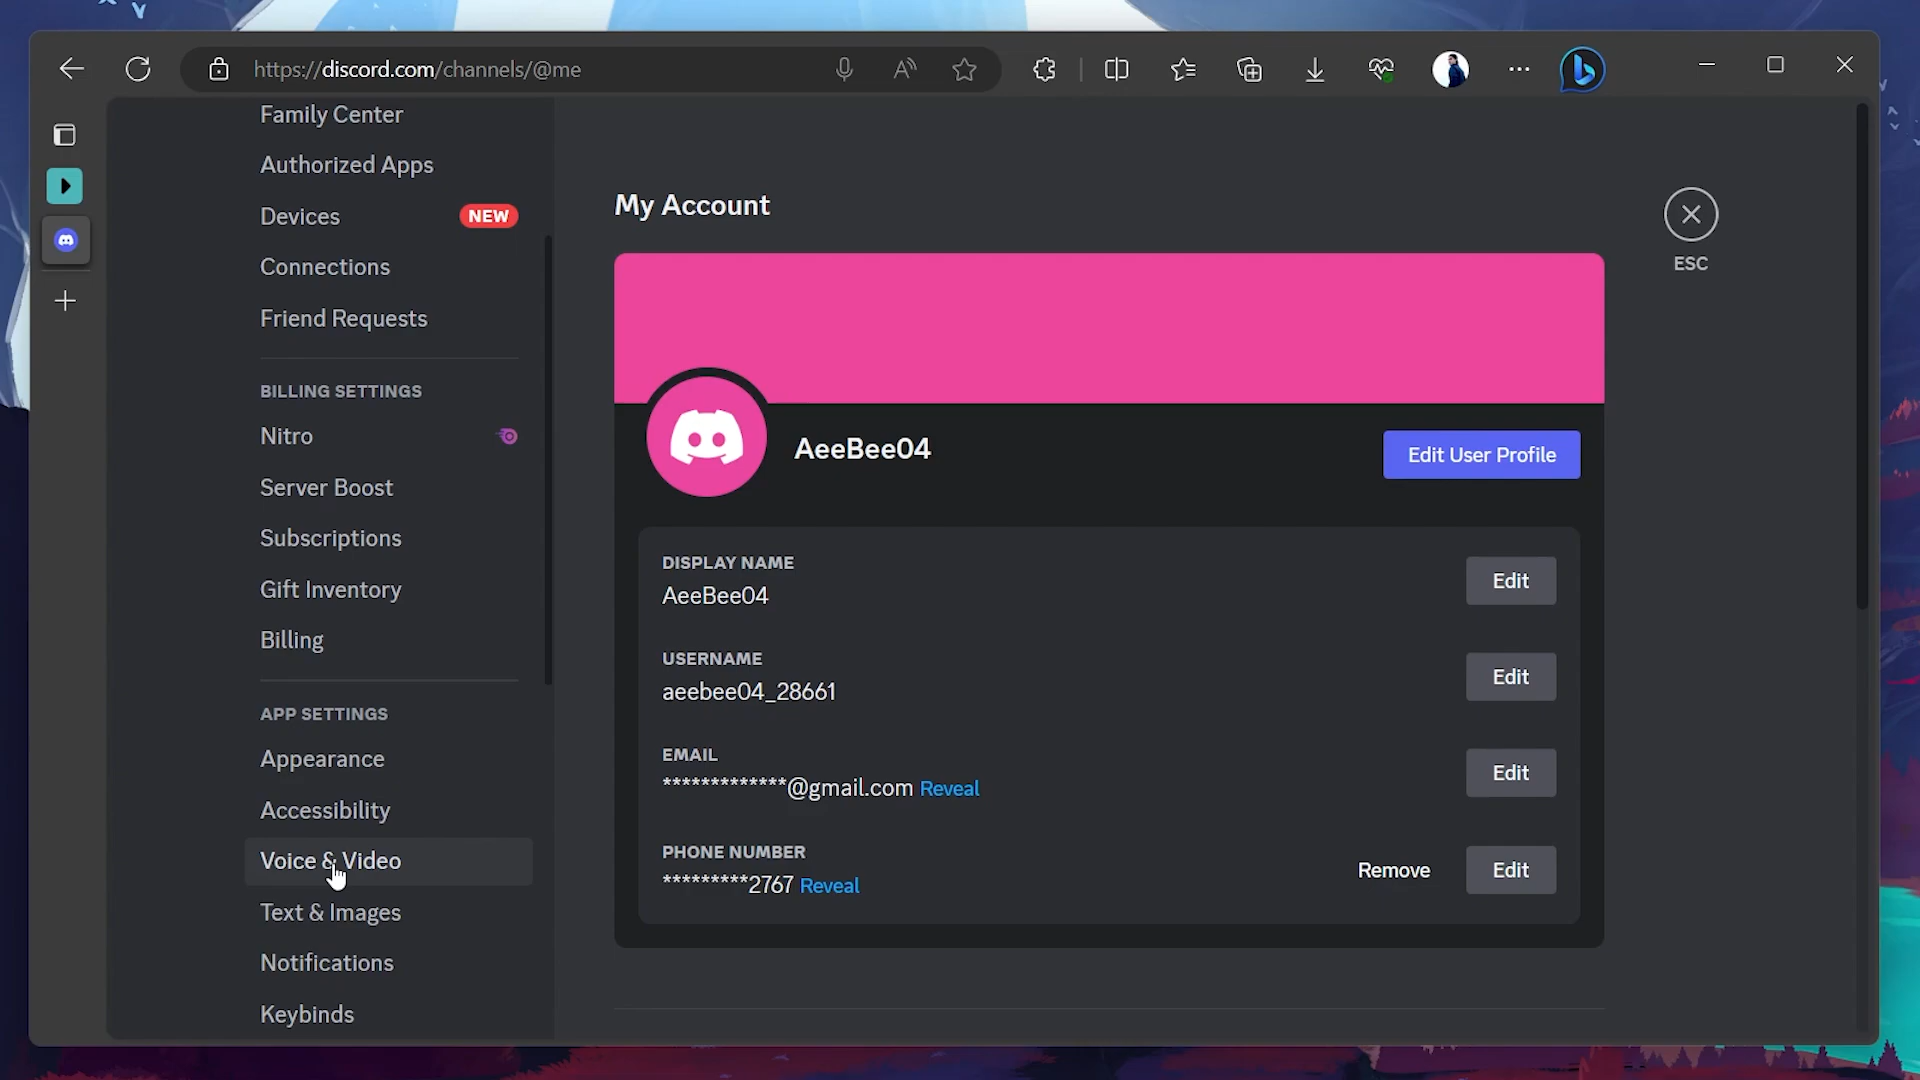 https://discord.com/channels/@me
Family Center
Authorized Apps
Devices NEW
Connections
Friend Requests
BILLING SETTINGS
Nitro
Server Boost
Subscriptions
Gift Inventory
Billing
APP SETTINGS
Appearance
Accessibility
Voice & Video
Text & Images
Notifications
Keybinds
My Account
ESC
AeeBee04
Edit User Profile
DISPLAY NAME
AeeBee04
Edit
USERNAME
aeebee04_28661
Edit
EMAIL
*************@gmail.com Reveal
Edit
PHONE NUMBER
*********2767 Reveal
Remove
Edit